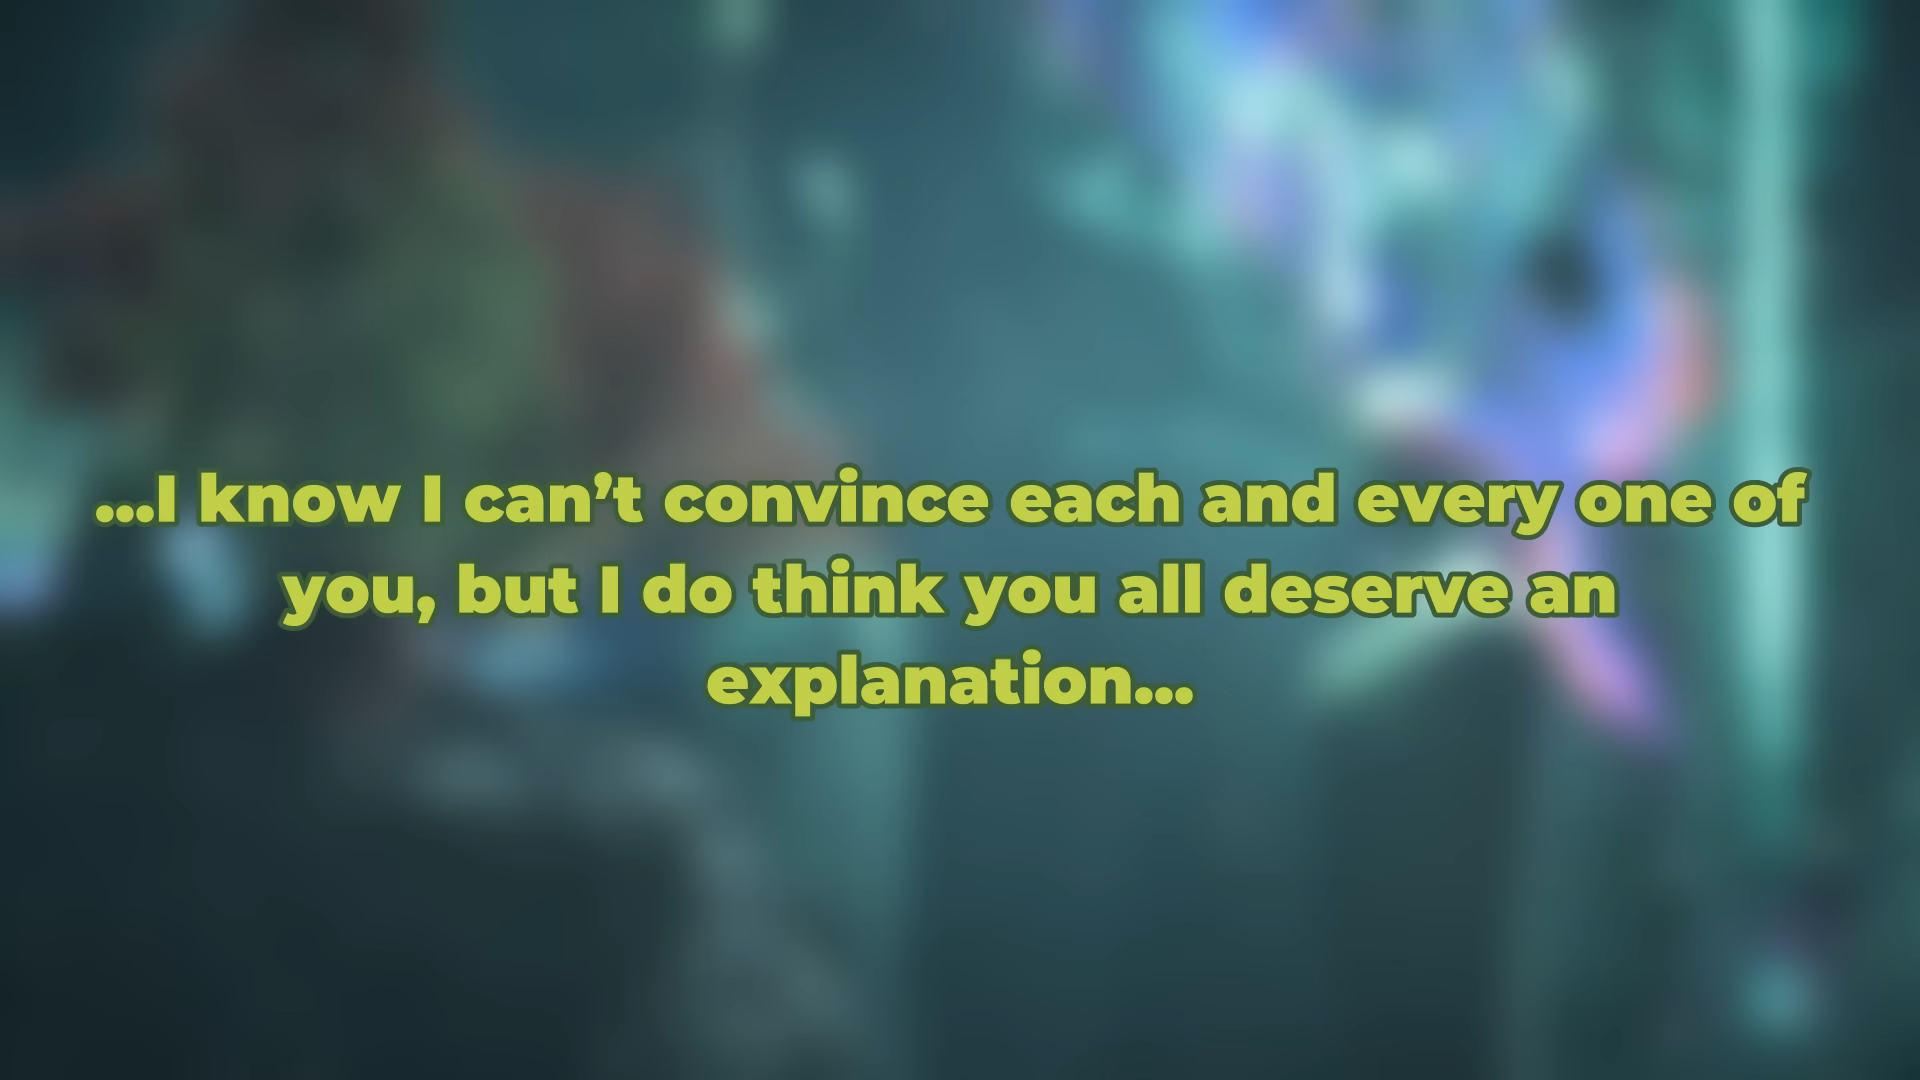 ...I know I can’t convince each and every one of
you, but I do think you all deserve an
explanation...